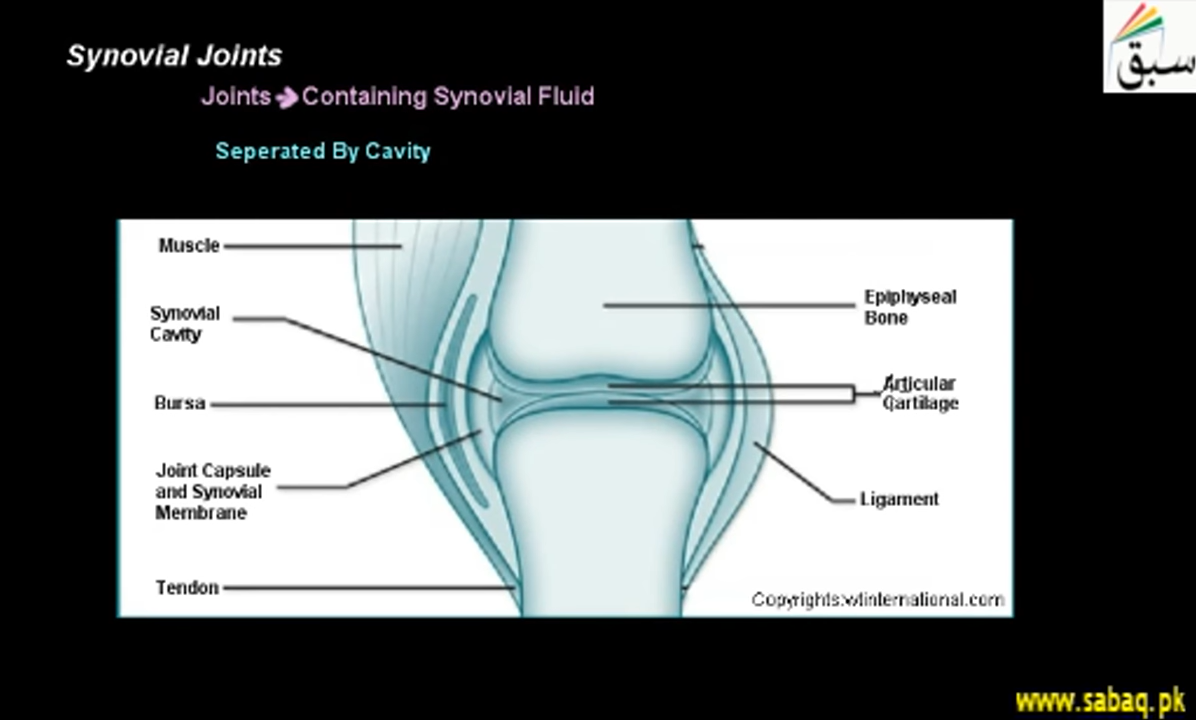 سبق
Synovial Joints
Joints Containing Synovial Fluid
Seperated By Cavity
Muscle
Synovial
Cavity
Bursa
Joint Capsule
and Synovial
Membrane
Tendon
Epiphyseal
Bone
Articular
Cartilage
Ligament
Copyrights:wtinternational.com
www.sabaq.pk